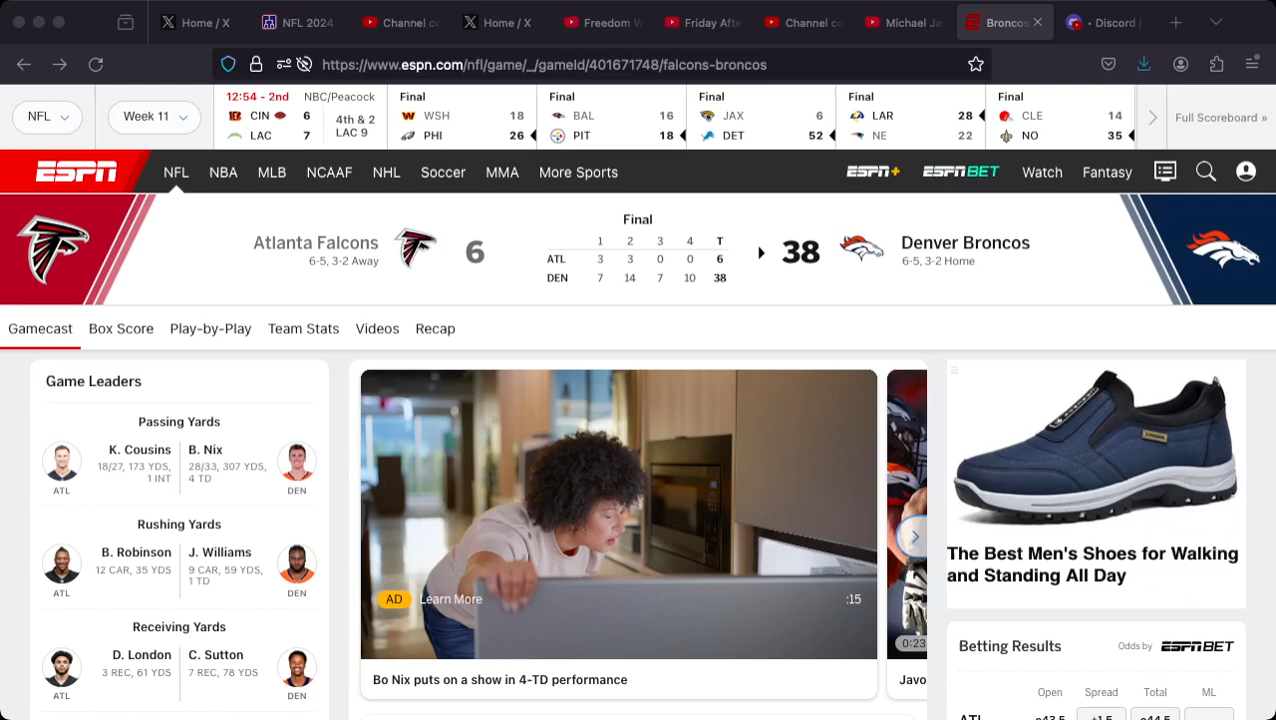 Home / X
NFL 2024
Channel co
Home / X
Freedom W
Friday Afte
Channel co
Michael Ja
Broncos
Discord |
https://www.espn.com/nfl/game/_/gameId/401671748/falcons-broncos
NFL
Week 11
12:54 - 2nd NBC/Peacock
CIN 6
LAC 7
4th & 2
LAC 9
Final
WSH 18
PHI 26
Final
BAL 16
PIT 18
Final
JAX 6
DET 52
Final
LAR 28
NE 22
Final
CLE 14
NO 35
Full Scoreboard »
ESPN
NFL NBA MLB NCAAF NHL Soccer MMA More Sports
ESPN+ ESPN BET Watch Fantasy
Atlanta Falcons
6-5, 3-2 Away
6
Final
1 2 3 4 T
ATL 3 3 0 0 6
DEN 7 14 7 10 38
38
Denver Broncos
6-5, 3-2 Home
Gamecast Box Score Play-by-Play Team Stats Videos Recap
Game Leaders
Passing Yards
K. Cousins
18/27, 173 YDS,
1 INT
ATL
B. Nix
28/33, 307 YDS,
4 TD
DEN
Rushing Yards
B. Robinson
12 CAR, 35 YDS
ATL
J. Williams
9 CAR, 59 YDS,
1 TD
DEN
Receiving Yards
D. London
3 REC, 61 YDS
ATL
C. Sutton
7 REC, 78 YDS
DEN
AD Learn More :15
Bo Nix puts on a show in 4-TD performance
0:23
Javo
The Best Men's Shoes for Walking
and Standing All Day
Betting Results Odds by ESPN BET
Open Spread Total ML